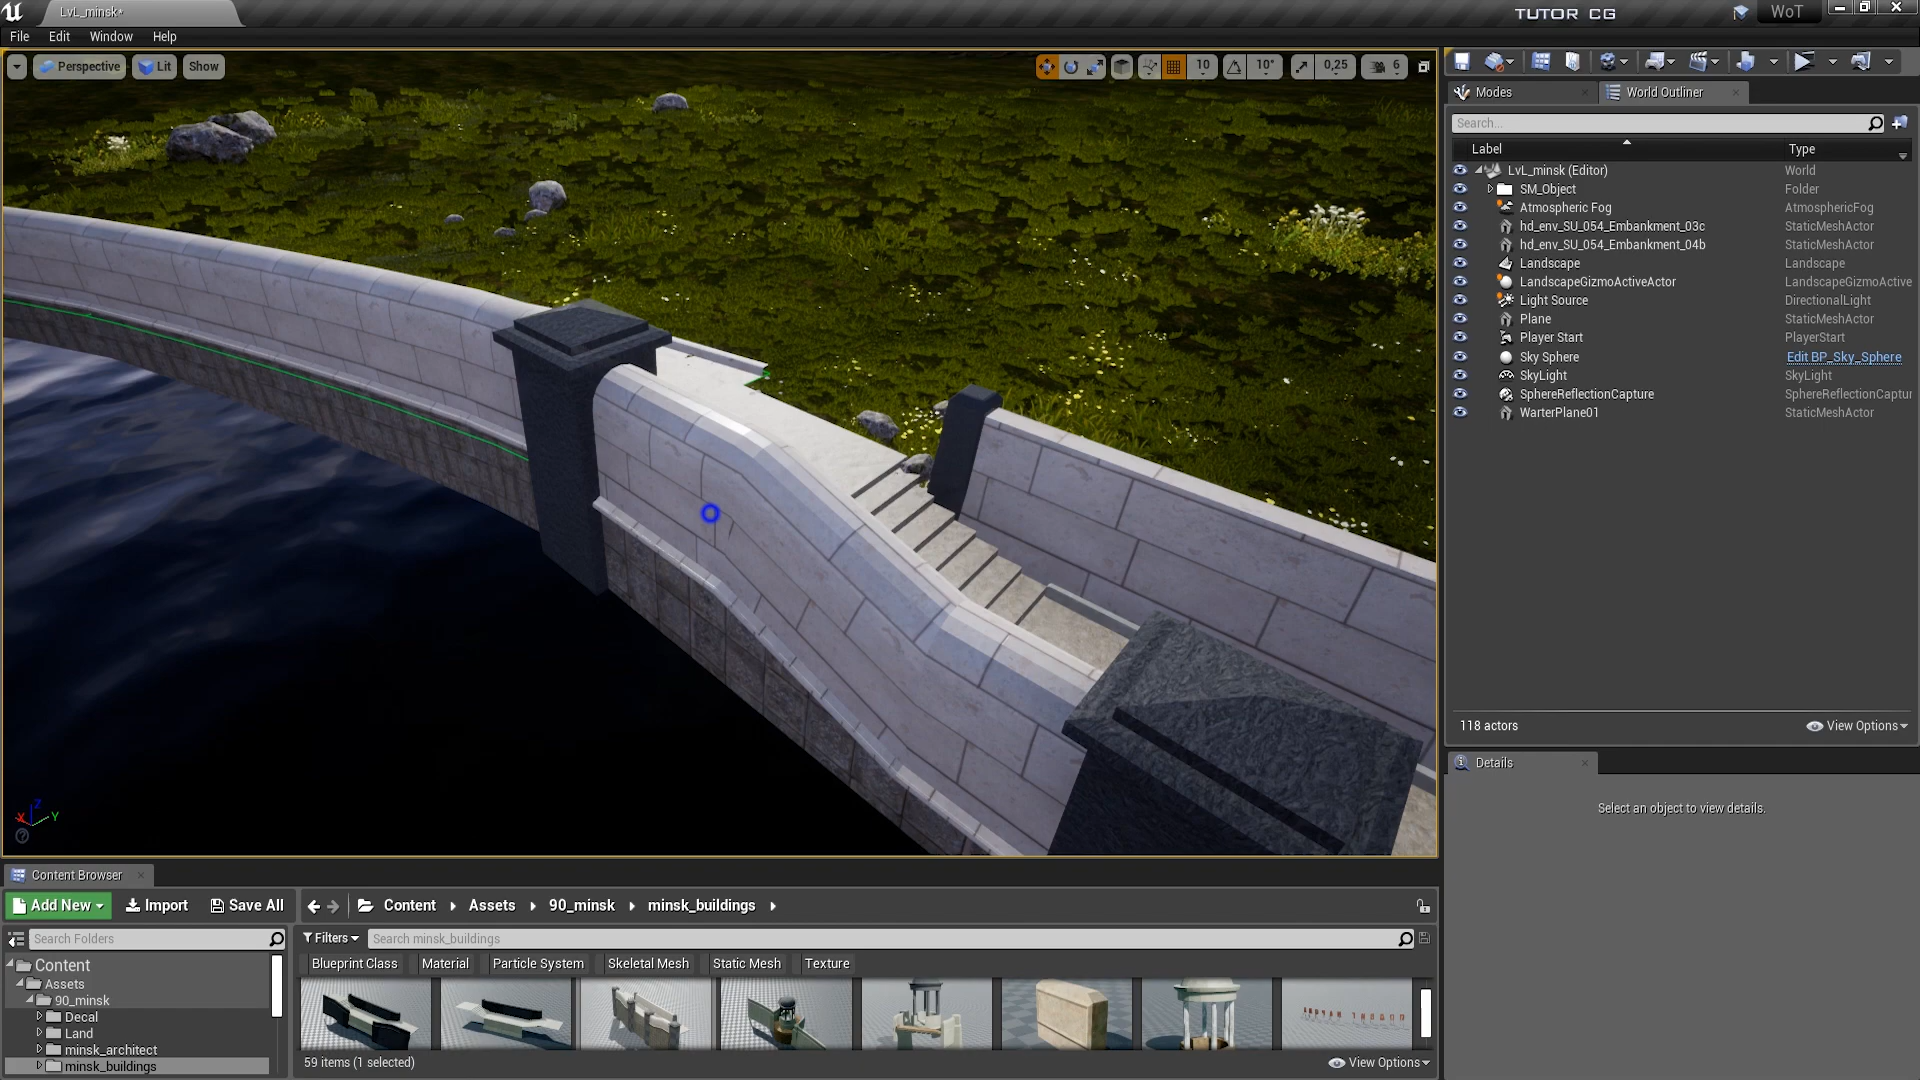 LvL_minsk*
TUTOR CG
WoT
File Edit Window Help
Perspective Lit Show
10 10° 0,25 6
Modes World Outliner
Search...
Label Type
LvL_minsk (Editor) World
SM_Object Folder
Atmospheric Fog AtmosphericFog
hd_env_SU_054_Embankment_03c StaticMeshActor
hd_env_SU_054_Embankment_04b StaticMeshActor
Landscape Landscape
LandscapeGizmoActiveActor LandscapeGizmoActive
Light Source DirectionalLight
Plane StaticMeshActor
Player Start PlayerStart
Sky Sphere Edit BP_Sky_Sphere
SkyLight SkyLight
SphereReflectionCapture SphereReflectionCaptur
WarterPlane01 StaticMeshActor
118 actors View Options
Details
Select an object to view details.
X Z Y
Content Browser
Add New Import Save All Content Assets 90_minsk minsk_buildings
Search Folders
Filters Search minsk_buildings
Blueprint Class Material Particle System Skeletal Mesh Static Mesh Texture
Content
Assets
90_minsk
Decal
Land
minsk_architect
minsk_buildings
59 items (1 selected) View Options